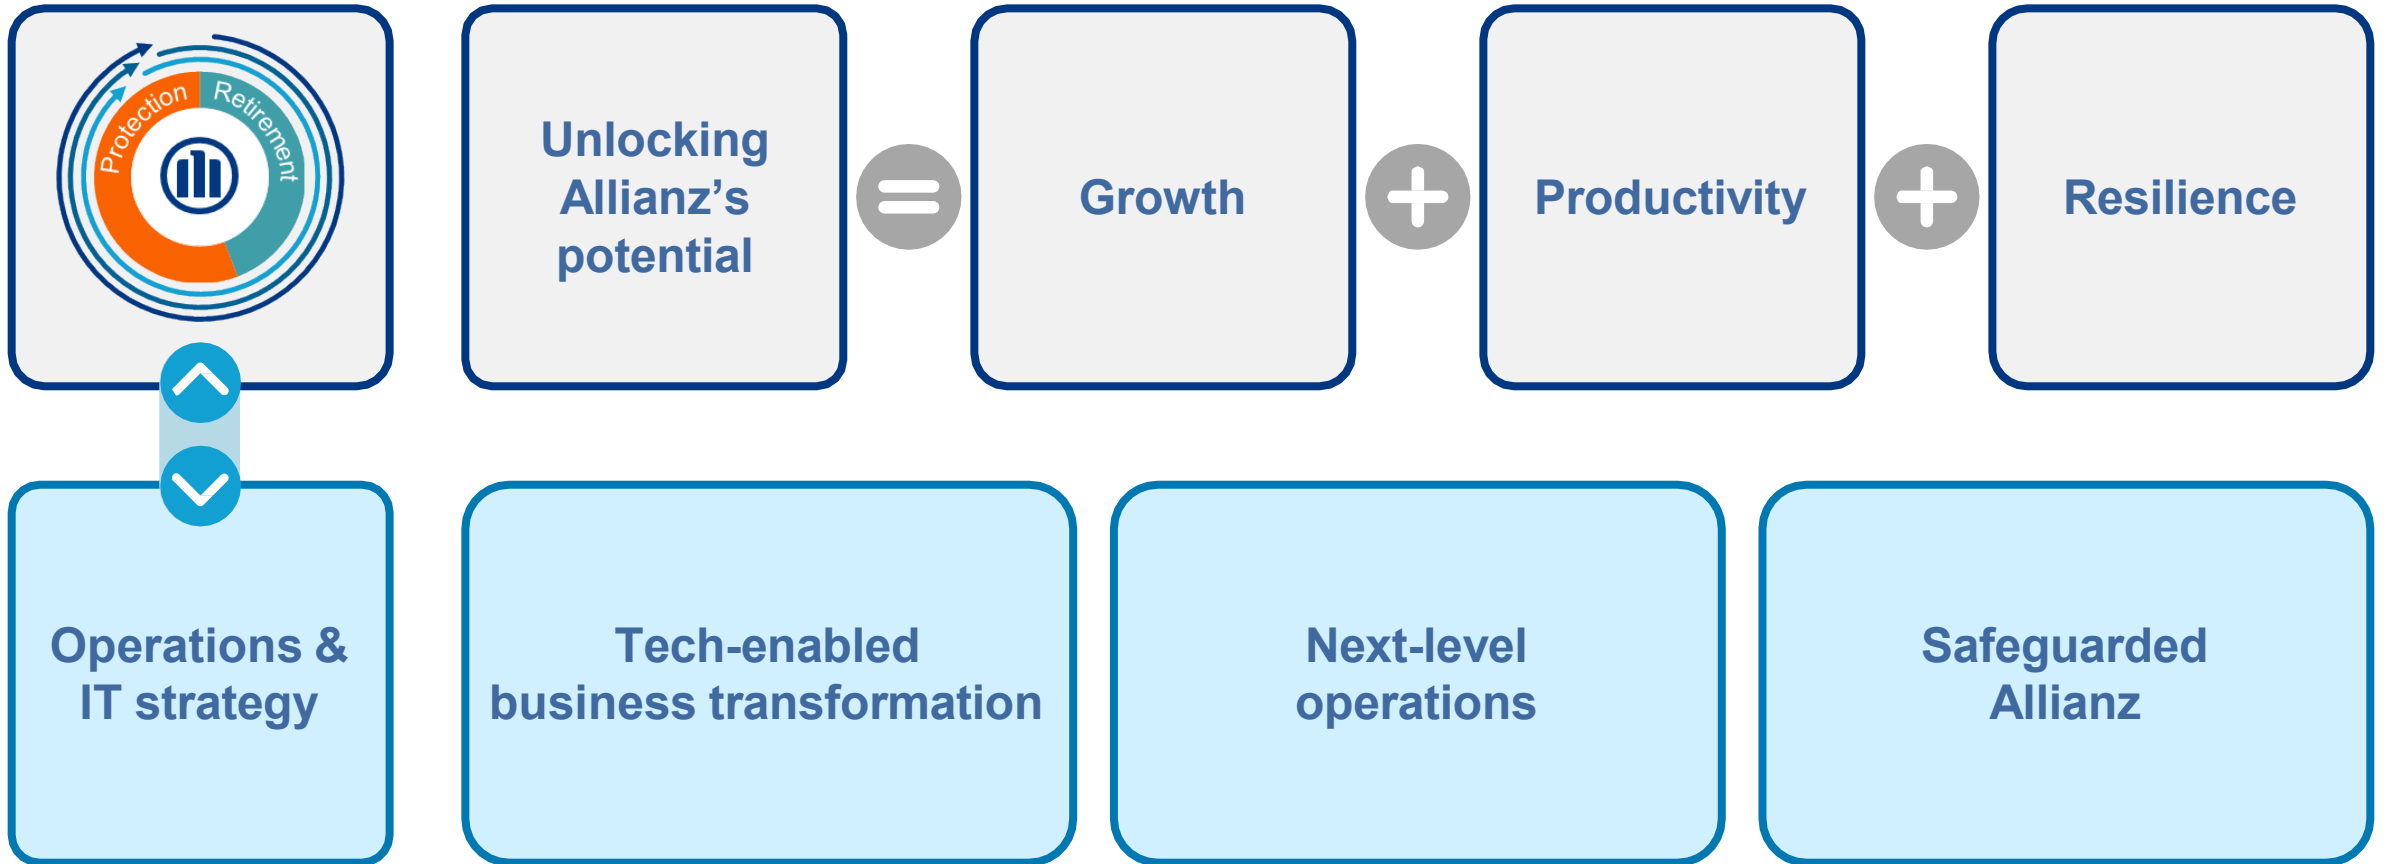 Protection
Retirement
Unlocking
Allianz’s
potential
=
Growth
+
Productivity
+
Resilience
Operations &
IT strategy
Tech-enabled
business transformation
Next-level
operations
Safeguarded
Allianz